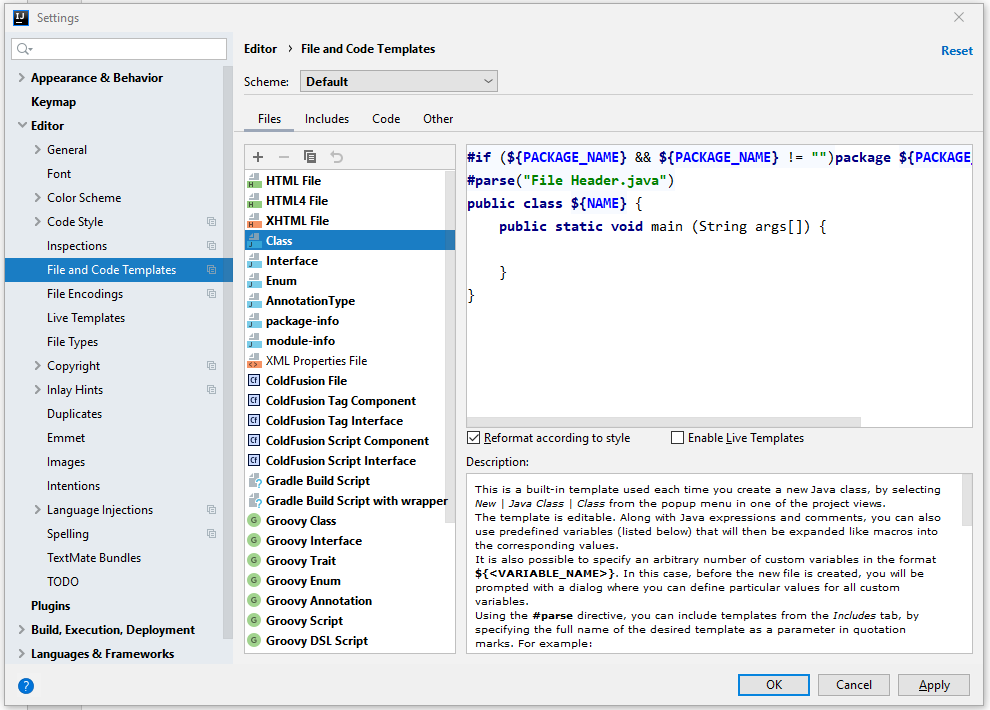 IJ Settings
Editor › File and Code Templates
Reset
Scheme: Default
Files Includes Code Other
Appearance & Behavior
Keymap
Editor
General
Font
Color Scheme
Code Style
Inspections
File and Code Templates
File Encodings
Live Templates
File Types
Copyright
Inlay Hints
Duplicates
Emmet
Images
Intentions
Language Injections
Spelling
TextMate Bundles
TODO
Plugins
Build, Execution, Deployment
Languages & Frameworks
HTML File
HTML4 File
XHTML File
Class
Interface
Enum
AnnotationType
package-info
module-info
XML Properties File
ColdFusion File
ColdFusion Tag Component
ColdFusion Tag Interface
ColdFusion Script Component
ColdFusion Script Interface
Gradle Build Script
Gradle Build Script with wrapper
Groovy Class
Groovy Interface
Groovy Trait
Groovy Enum
Groovy Annotation
Groovy Script
Groovy DSL Script
#if (${PACKAGE_NAME} && ${PACKAGE_NAME} != "")package ${PACKAGE_
#parse("File Header.java")
public class ${NAME} {
    public static void main (String args[]) {
    }
}
Reformat according to style Enable Live Templates
Description:
This is a built-in template used each time you create a new Java class, by selecting
New | Java Class | Class from the popup menu in one of the project views.
The template is editable. Along with Java expressions and comments, you can also
use predefined variables (listed below) that will then be expanded like macros into
the corresponding values.
It is also possible to specify an arbitrary number of custom variables in the format
${<VARIABLE_NAME>}. In this case, before the new file is created, you will be
prompted with a dialog where you can define particular values for all custom
variables.
Using the #parse directive, you can include templates from the Includes tab, by
specifying the full name of the desired template as a parameter in quotation
marks. For example:
? OK Cancel Apply